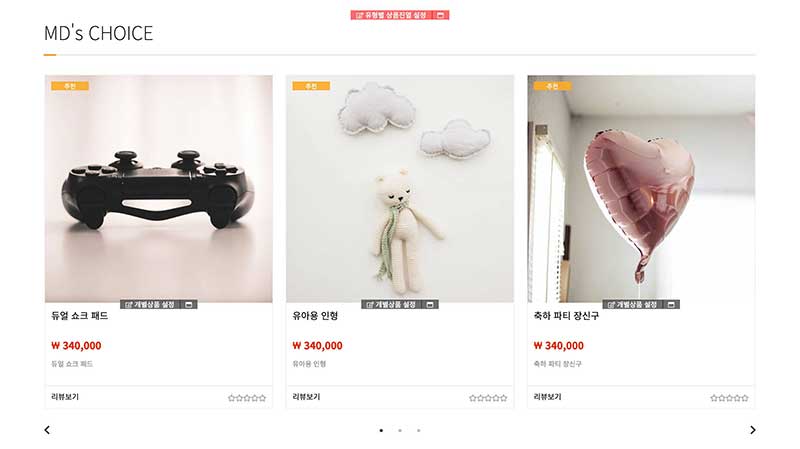 유형별 상품진열 설정
MD's CHOICE
추천
추천
추천
개별상품 설정
개별상품 설정
개별상품 설정
듀얼 쇼크 패드
유아용 인형
축하 파티 장신구
₩ 340,000
₩ 340,000
₩ 340,000
듀얼 쇼크 패드
유아용 인형
축하 파티 장신구
리뷰보기
리뷰보기
리뷰보기